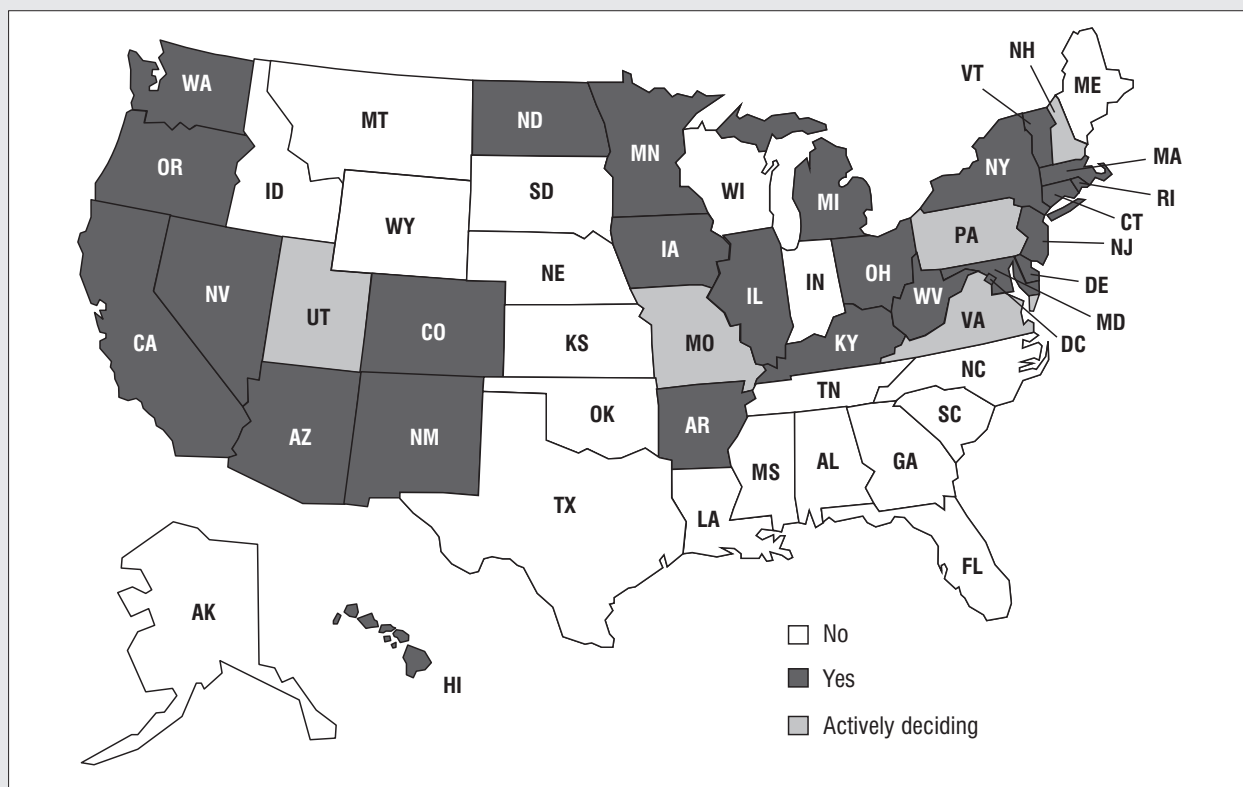 NH
VT
ME
WA
MT
ND
MN
OR
MA
ID
SD
WI
NY
RI
WY
MI
CT
PA
NJ
IA
NE
OH
DE
NV
IN
IL
WV
UT
VA
MD
CO
CA
KS
MO
KY
DC
NC
TN
OK
AZ
NM
AR
SC
MS
AL
GA
TX
LA
FL
AK
No
Yes
HI
Actively deciding